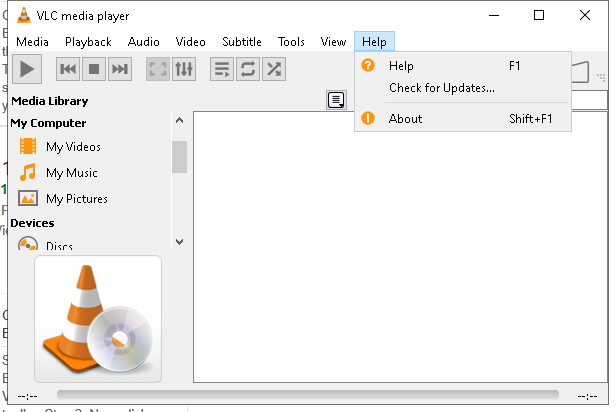 VLC media player
Media Playback Audio Video Subtitle Tools View Help
Help F1
Check for Updates...
About Shift+F1
Media Library
My Computer
My Videos
My Music
My Pictures
Devices
Discs
--:-- --:--